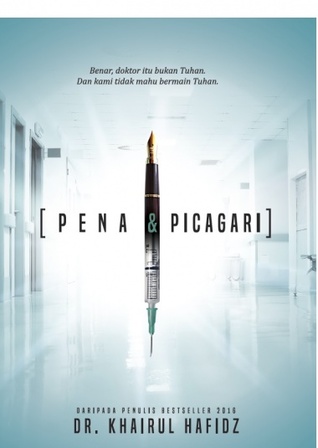 Benar, doktor itu bukan Tuhan.
Dan kami tidak mahu bermain Tuhan.
[PENA & PICAGARI]
DARIPADA PENULIS BESTSELLER 2016
DR. KHAIRUL HAFIDZ